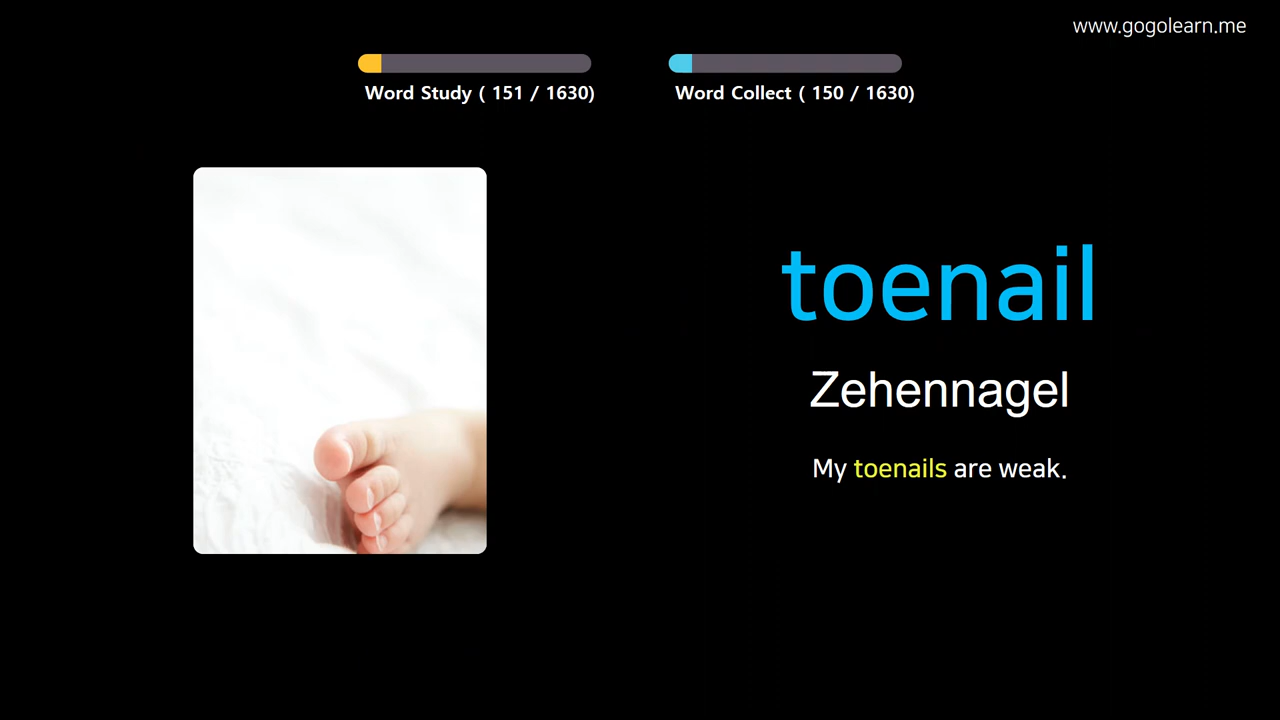 www.gogolearn.me
Word Study ( 151 / 1630)
Word Collect ( 150 / 1630)
toenail
Zehennagel
My toenails are weak.